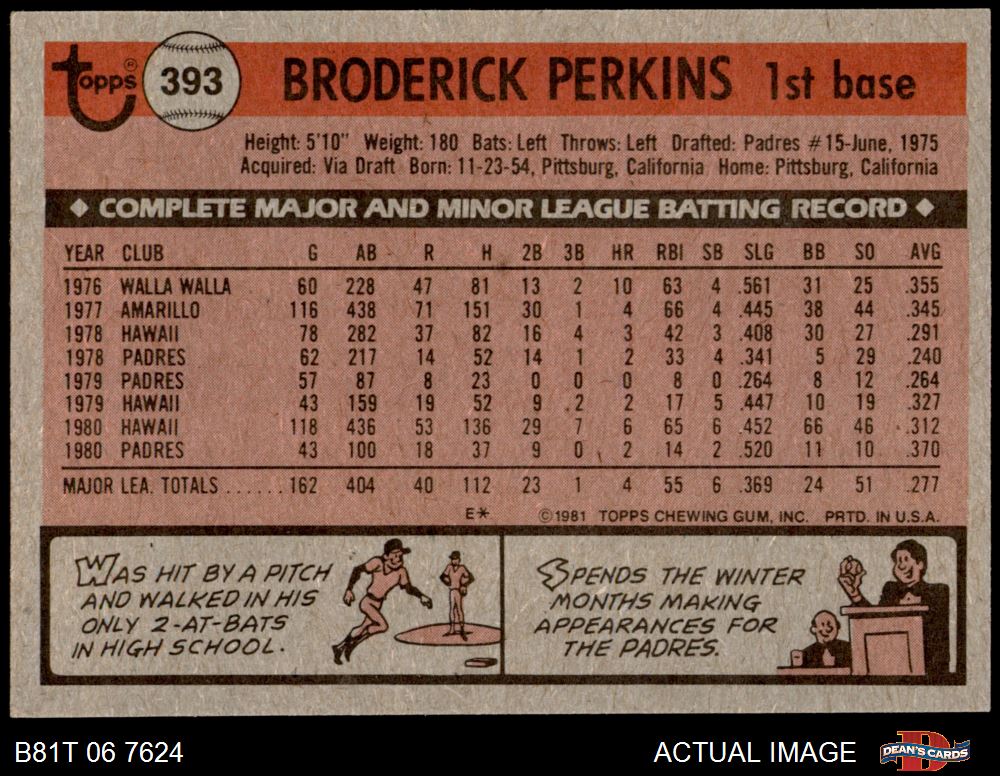 Topps® 393 BRODERICK PERKINS 1st base
Height: 5'10" Weight: 180 Bats: Left Throws: Left Drafted: Padres #15-June, 1975
Acquired: Via Draft Born: 11-23-54, Pittsburg, California Home: Pittsburg, California
◆ COMPLETE MAJOR AND MINOR LEAGUE BATTING RECORD ◆
YEAR CLUB G AB R H 2B 3B HR RBI SB SLG BB SO AVG
1976 WALLA WALLA 60 228 47 81 13 2 10 63 4 .561 31 25 .355
1977 AMARILLO 116 438 71 151 30 1 4 66 4 .445 38 44 .345
1978 HAWAII 78 282 37 82 16 4 3 42 3 .408 30 27 .291
1978 PADRES 62 217 14 52 14 1 2 33 4 .341 5 29 .240
1979 PADRES 57 87 8 23 0 0 0 8 0 .264 8 12 .264
1979 HAWAII 43 159 19 52 9 2 2 17 5 .447 10 19 .327
1980 HAWAII 118 436 53 136 29 7 6 65 6 .452 66 46 .312
1980 PADRES 43 100 18 37 9 0 2 14 2 .520 11 10 .370
MAJOR LEA. TOTALS ...... 162 404 40 112 23 1 4 55 6 .369 24 51 .277
E* ©1981 TOPPS CHEWING GUM, INC. PRTD. IN U.S.A.
WAS HIT BY A PITCH
AND WALKED IN HIS
ONLY 2-AT-BATS
IN HIGH SCHOOL.
SPENDS THE WINTER
MONTHS MAKING
APPEARANCES FOR
THE PADRES.
B81T 06 7624 ACTUAL IMAGE DEAN'S CARDS